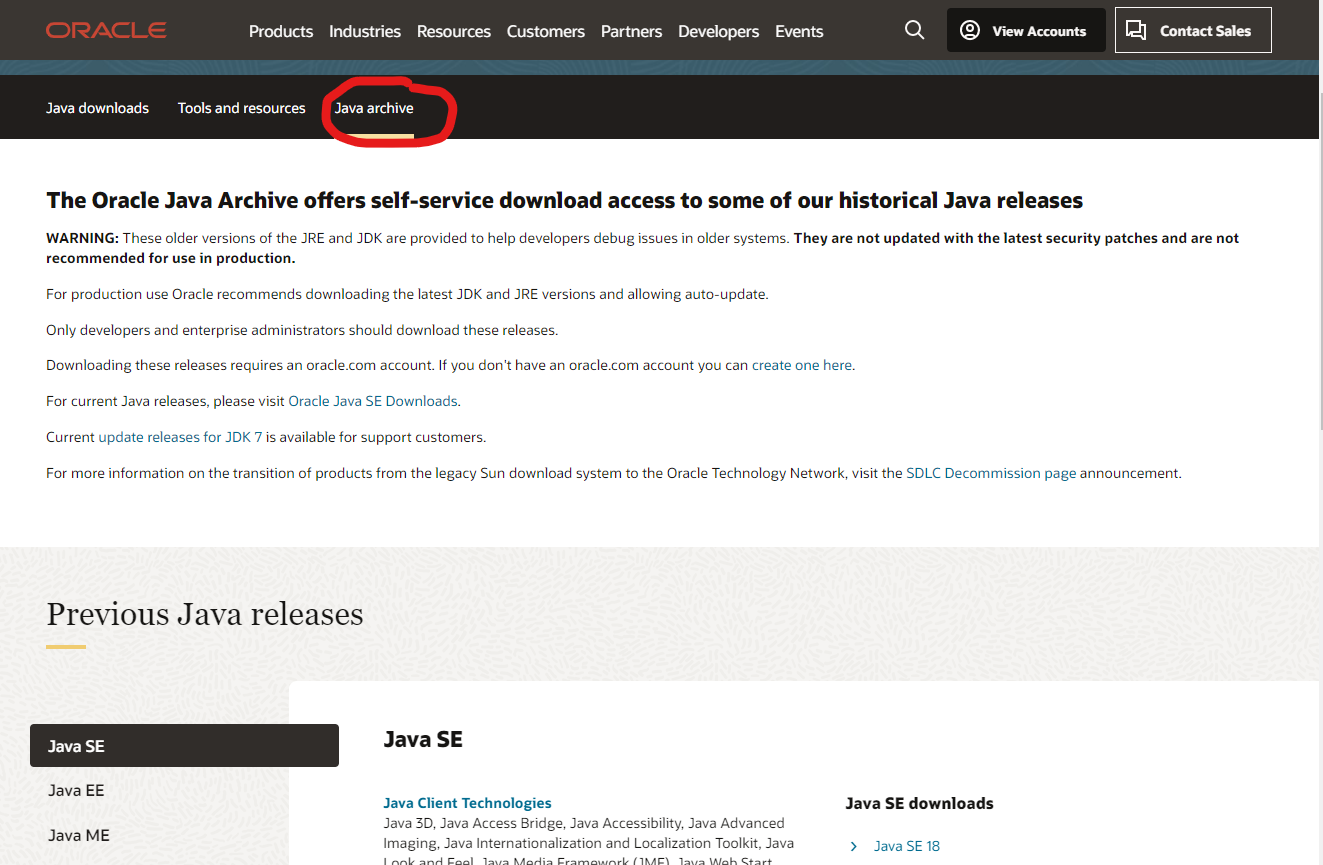 ORACLE
Products Industries Resources Customers Partners Developers Events
View Accounts
Contact Sales
Java downloads Tools and resources Java archive
The Oracle Java Archive offers self-service download access to some of our historical Java releases
WARNING: These older versions of the JRE and JDK are provided to help developers debug issues in older systems. They are not updated with the latest security patches and are not
recommended for use in production.
For production use Oracle recommends downloading the latest JDK and JRE versions and allowing auto-update.
Only developers and enterprise administrators should download these releases.
Downloading these releases requires an oracle.com account. If you don't have an oracle.com account you can create one here.
For current Java releases, please visit Oracle Java SE Downloads.
Current update releases for JDK 7 is available for support customers.
For more information on the transition of products from the legacy Sun download system to the Oracle Technology Network, visit the SDLC Decommission page announcement.
Previous Java releases
Java SE
Java EE
Java ME
Java SE
Java Client Technologies
Java 3D, Java Access Bridge, Java Accessibility, Java Advanced
Imaging, Java Internationalization and Localization Toolkit, Java
Look and Feel, Java Media Framework (JMF), Java Web Start
Java SE downloads
Java SE 18